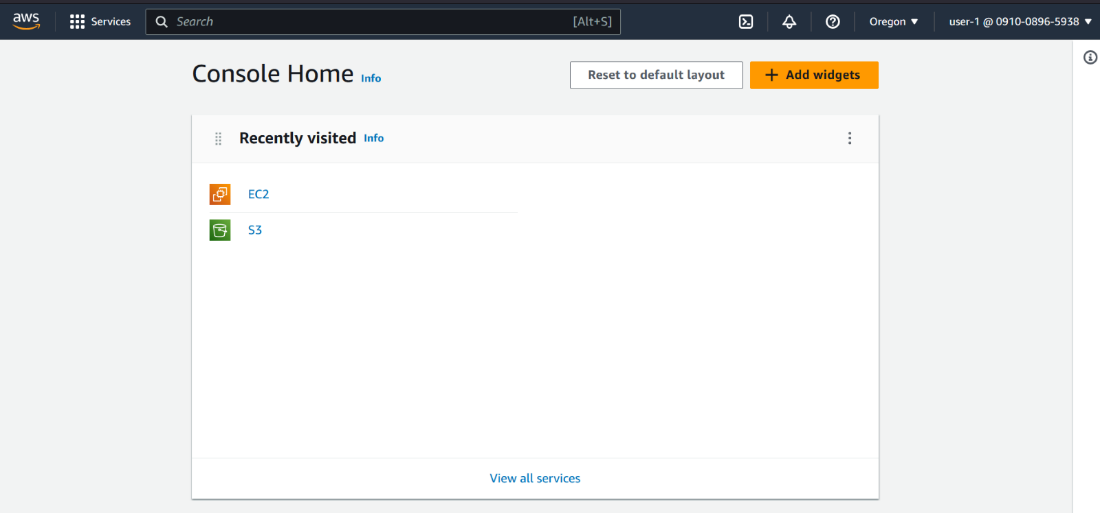 aws Services Search [Alt+S] Oregon user-1 @ 0910-0896-5938
Console Home Info Reset to default layout + Add widgets
Recently visited Info
EC2
S3
View all services